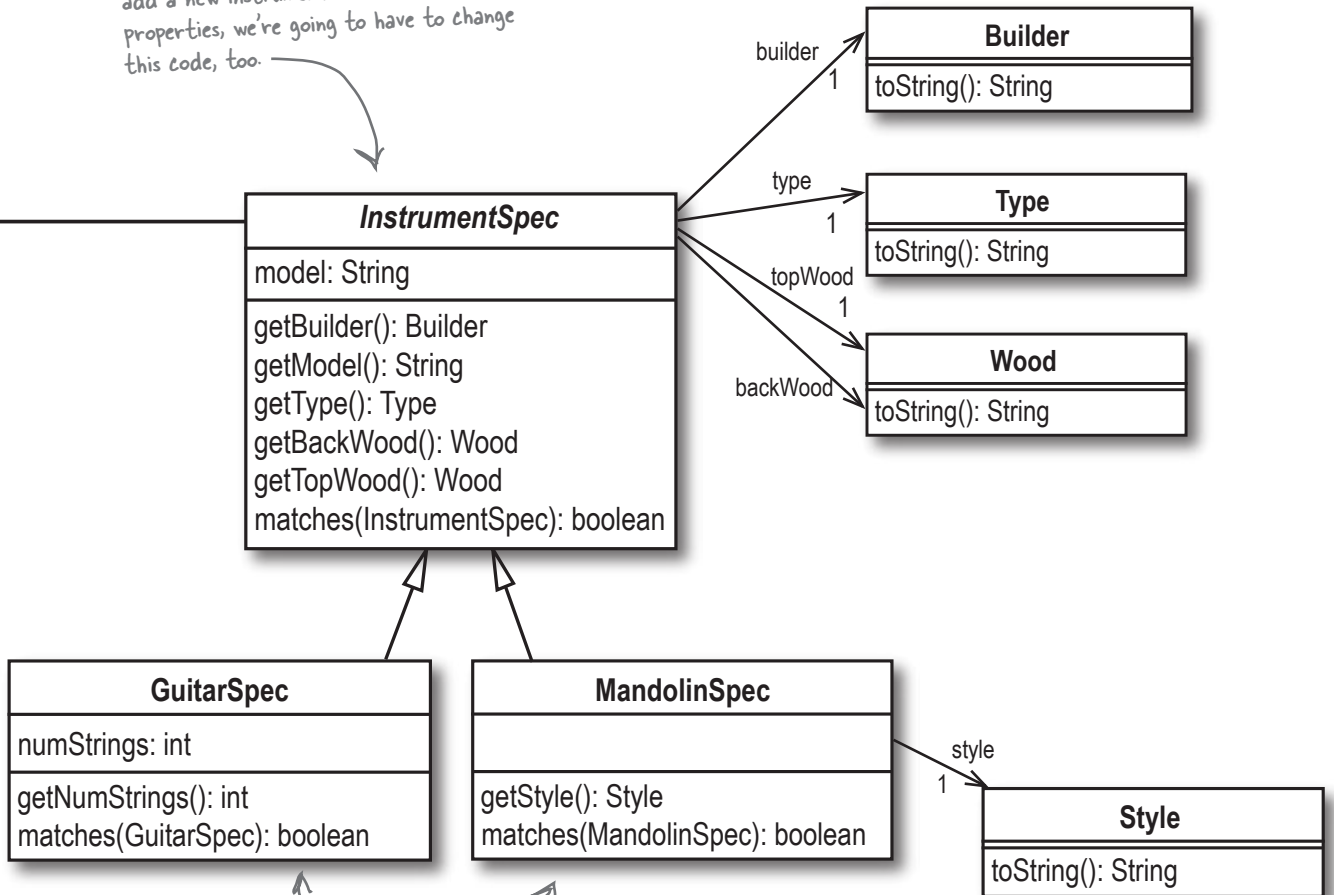 add a new instrument
properties, we're going to have to change
this code, too.
InstrumentSpec
model: String
getBuilder(): Builder
getModel(): String
getType(): Type
getBackWood(): Wood
getTopWood(): Wood
matches(InstrumentSpec): boolean
builder
1
Builder
toString(): String
type
1
Type
toString(): String
topWood
1
backWood
Wood
toString(): String
GuitarSpec
numStrings: int
getNumStrings(): int
matches(GuitarSpec): boolean
MandolinSpec
getStyle(): Style
matches(MandolinSpec): boolean
style
1
Style
toString(): String